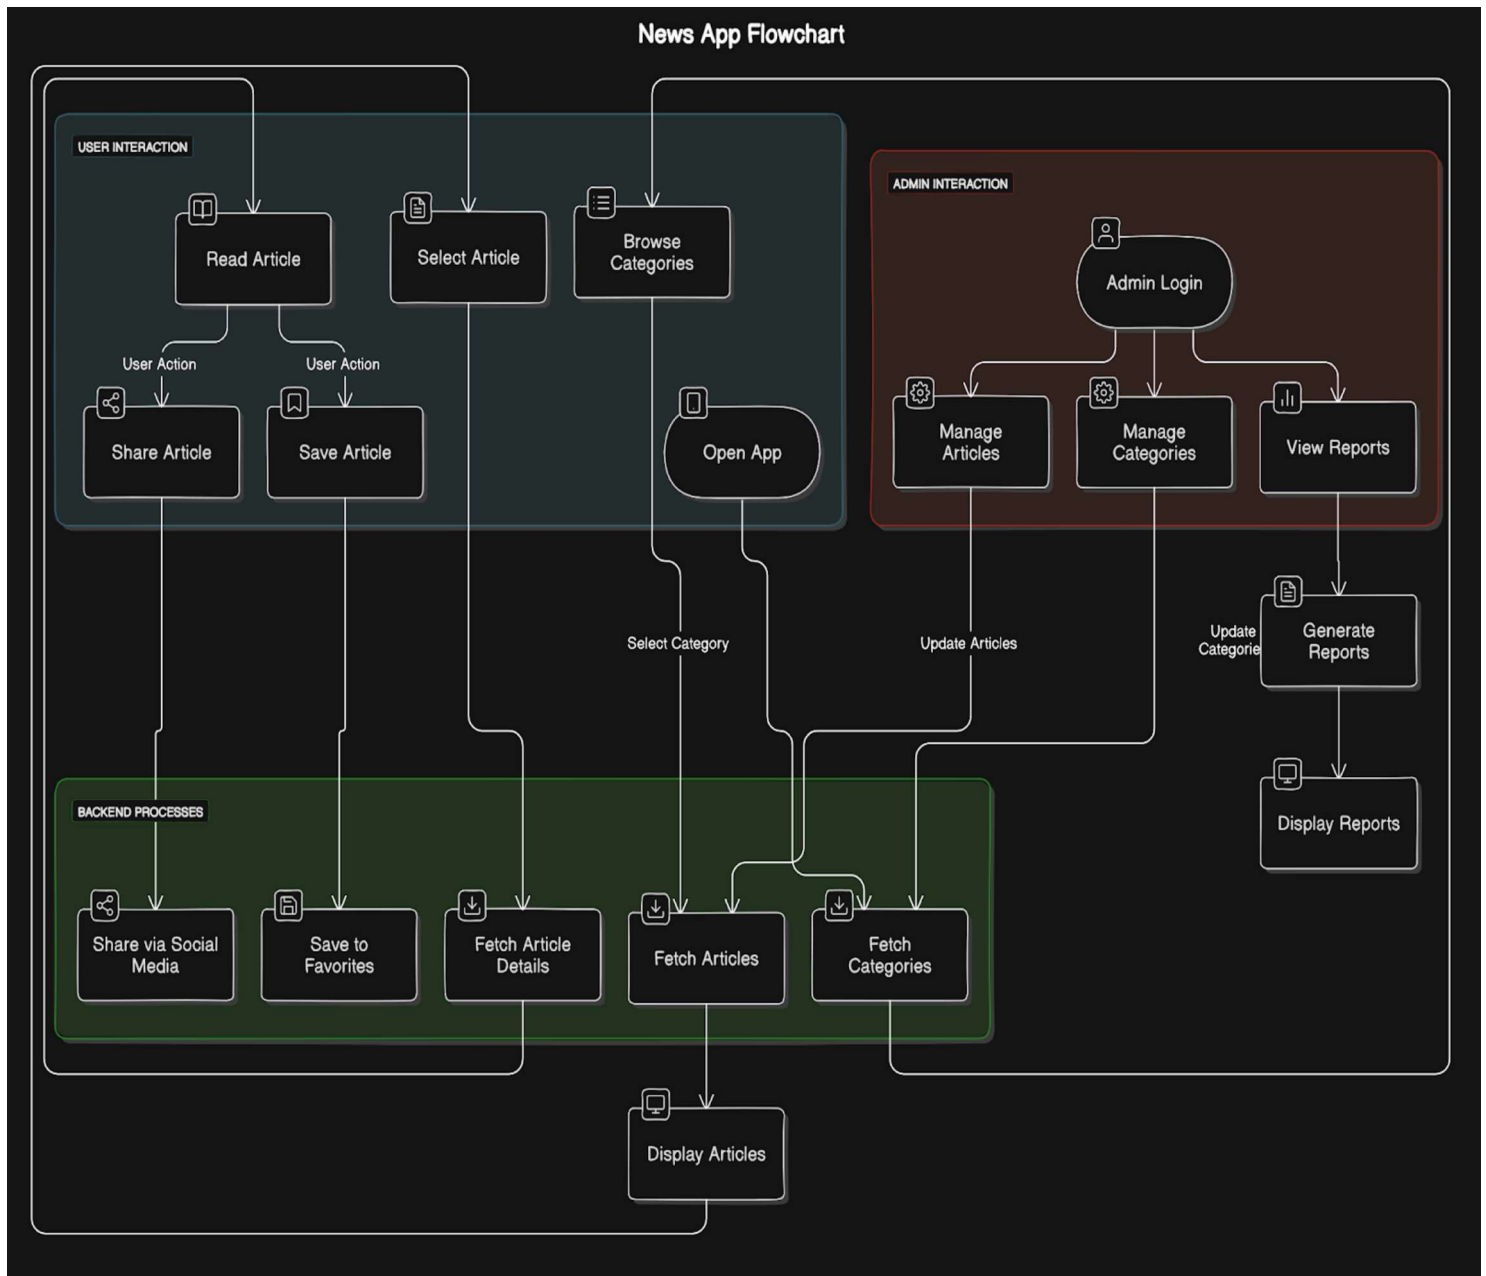 News App Flowchart
USER INTERACTION
ADMIN INTERACTION
Read Article
Select Article
Browse
Categories
Admin Login
User Action
User Action
Share Article
Save Article
Open App
Manage
Articles
Manage
Categories
View Reports
Select Category
Update Articles
Update
Categorie
Generate
Reports
BACKEND PROCESSES
Display Reports
Share via Social
Media
Save to
Favorites
Fetch Article
Details
Fetch Articles
Fetch
Categories
Display Articles